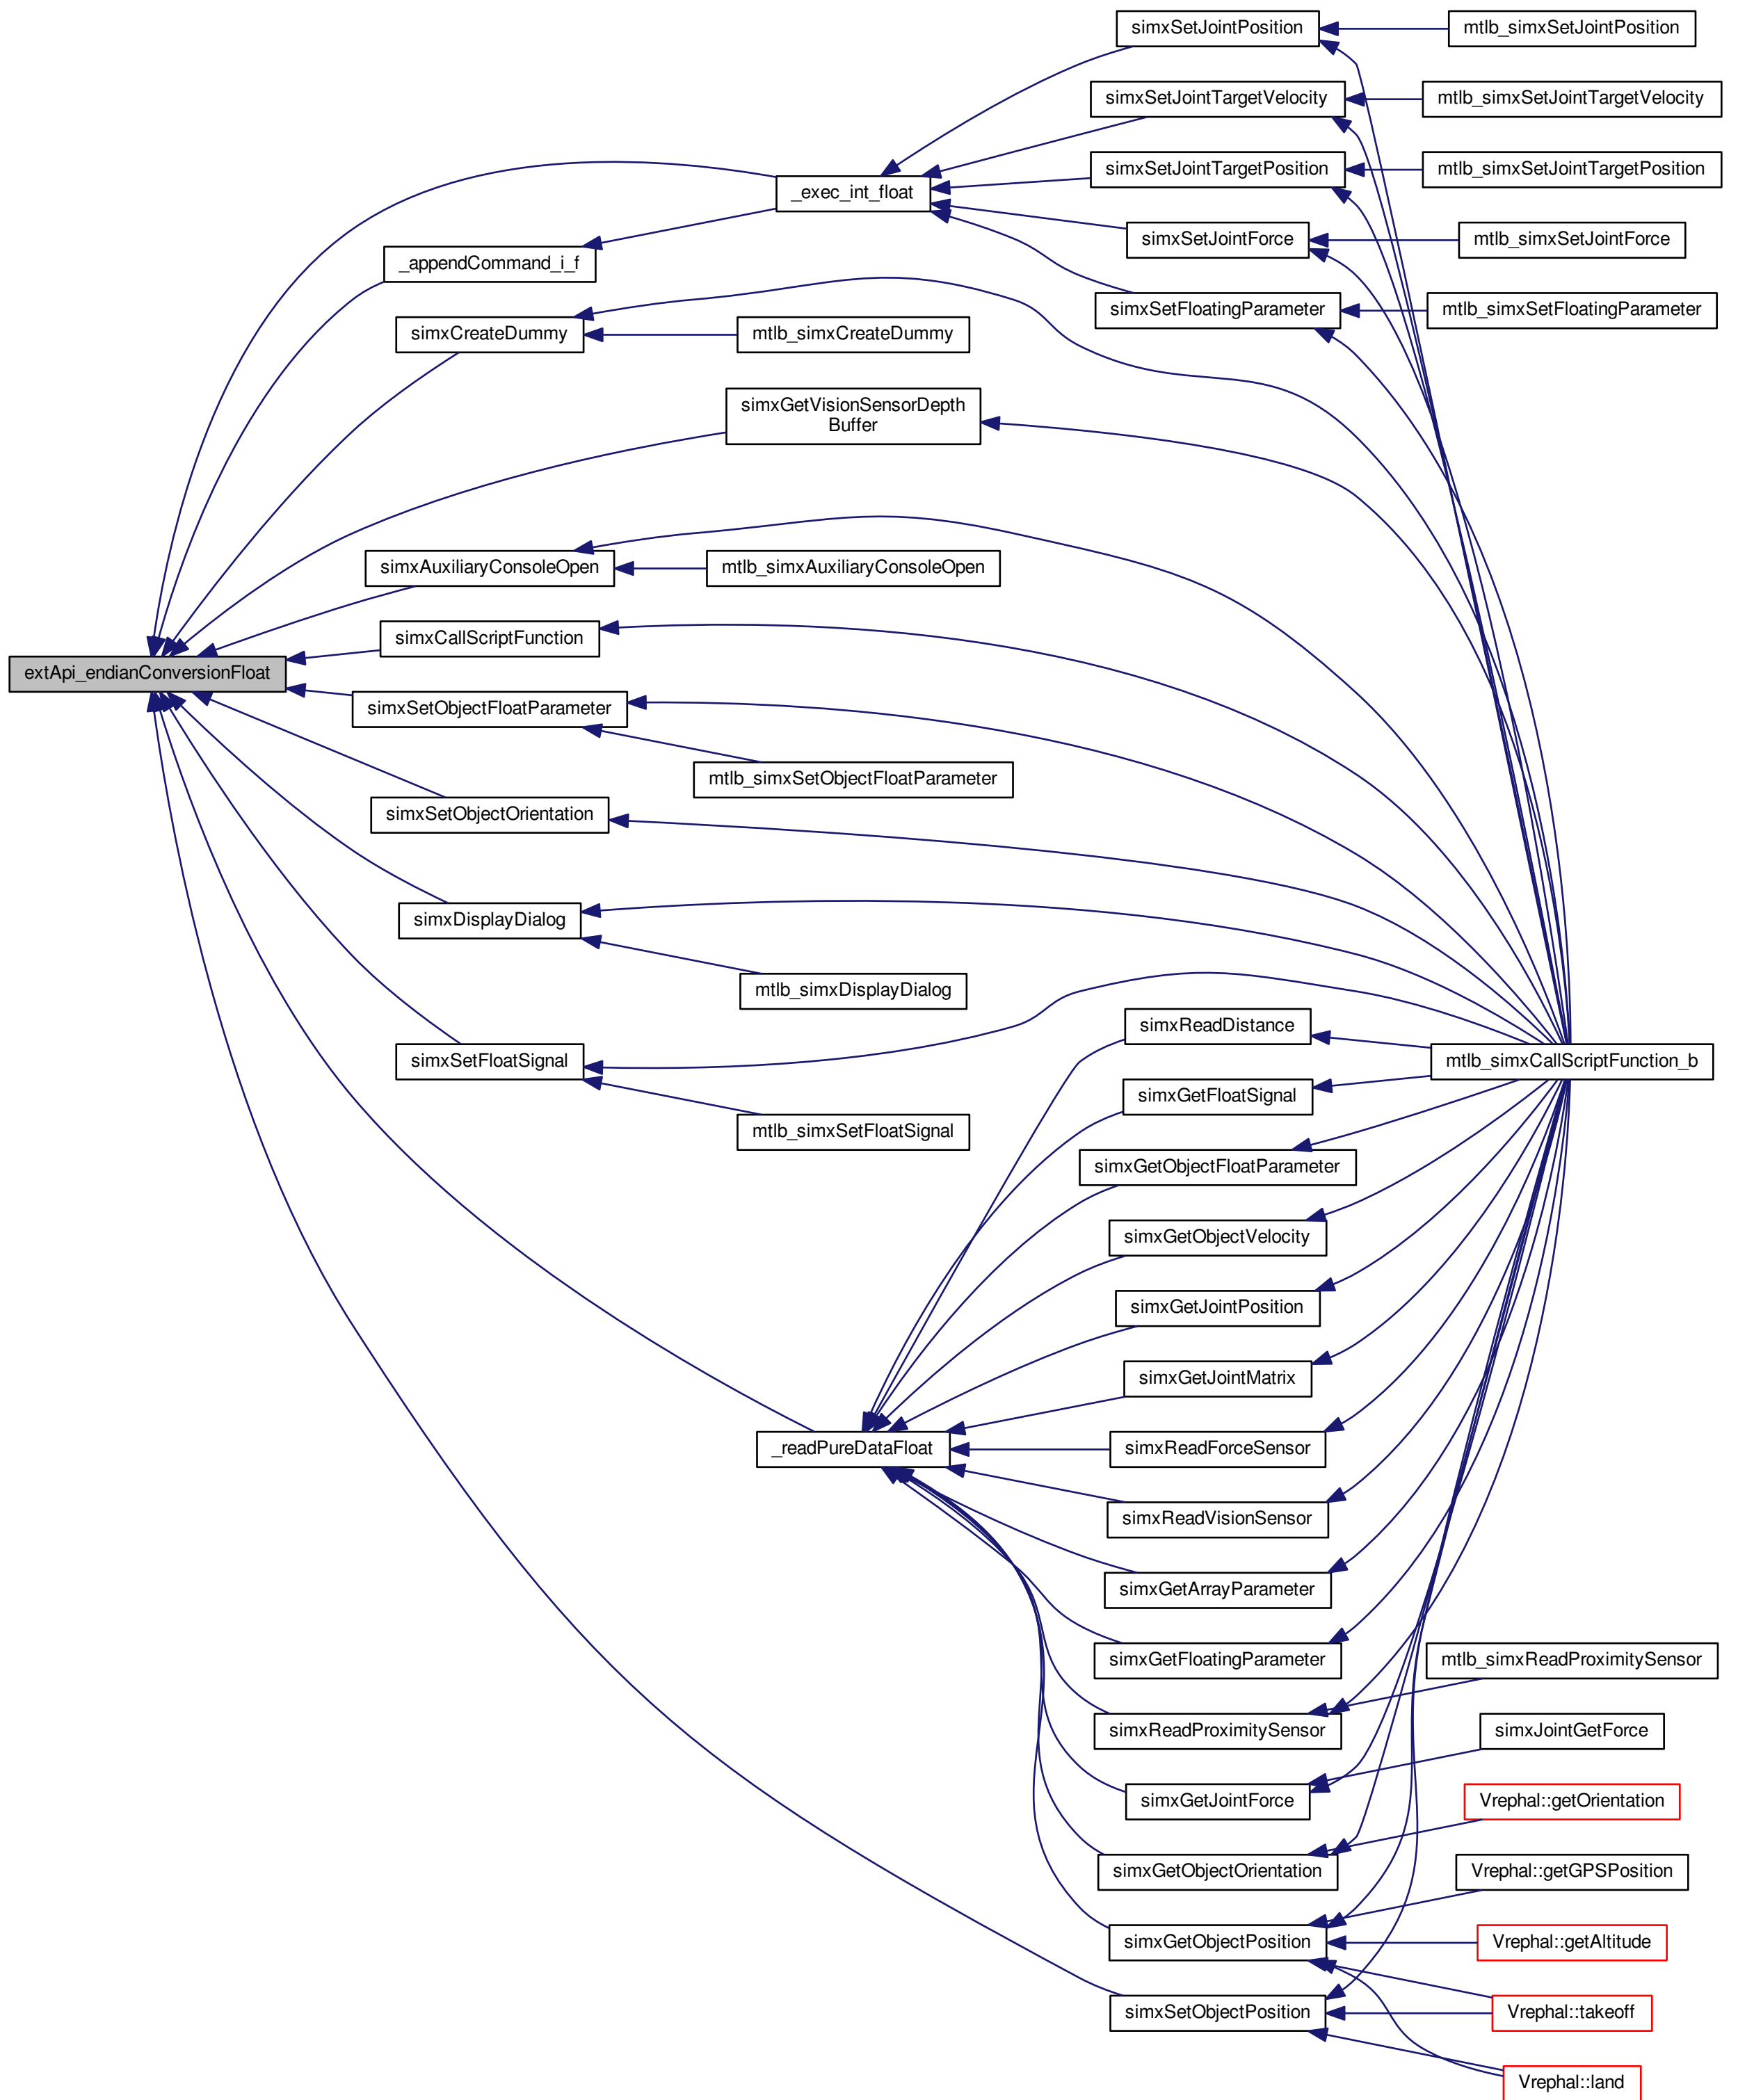 simxSetJointPosition
mtlb_simxSetJointPosition
simxSetJointTargetVelocity
mtlb_simxSetJointTargetVelocity
simxSetJointTargetPosition
mtlb_simxSetJointTargetPosition
_exec_int_float
simxSetJointForce
mtlb_simxSetJointForce
_appendCommand_i_f
simxSetFloatingParameter
mtlb_simxSetFloatingParameter
simxCreateDummy
mtlb_simxCreateDummy
simxGetVisionSensorDepth
Buffer
simxAuxiliaryConsoleOpen
mtlb_simxAuxiliaryConsoleOpen
simxCallScriptFunction
extApi_endianConversionFloat
simxSetObjectFloatParameter
mtlb_simxSetObjectFloatParameter
simxSetObjectOrientation
simxDisplayDialog
mtlb_simxDisplayDialog
simxReadDistance
simxSetFloatSignal
mtlb_simxCallScriptFunction_b
simxGetFloatSignal
mtlb_simxSetFloatSignal
simxGetObjectFloatParameter
simxGetObjectVelocity
simxGetJointPosition
simxGetJointMatrix
_readPureDataFloat
simxReadForceSensor
simxReadVisionSensor
simxGetArrayParameter
simxGetFloatingParameter
mtlb_simxReadProximitySensor
simxReadProximitySensor
simxJointGetForce
simxGetJointForce
Vrephal::getOrientation
simxGetObjectOrientation
Vrephal::getGPSPosition
simxGetObjectPosition
Vrephal::getAltitude
simxSetObjectPosition
Vrephal::takeoff
Vrephal::land